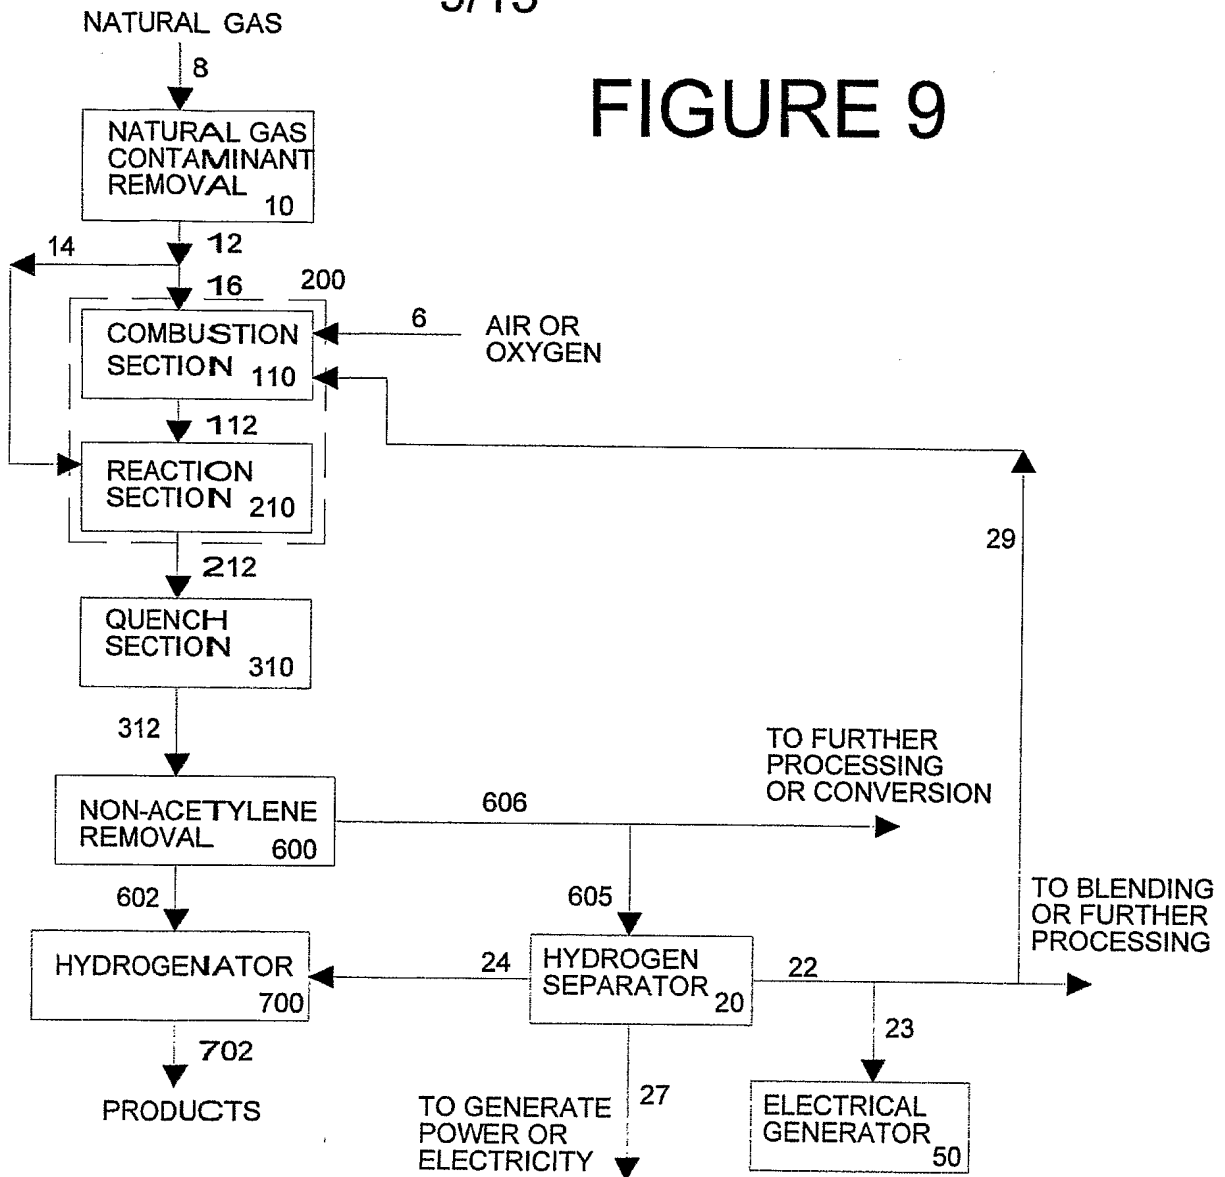 NATURAL GAS
8
FIGURE 9
NATURAL GAS
CONTAMINANT
REMOVAL
10
14
12
16
200
COMBUSTION
SECTION
110
6
AIR OR
OXYGEN
112
REACTION
SECTION
210
29
212
QUENCH
SECTION
310
312
TO FURTHER
PROCESSING
OR CONVERSION
NON-ACETYLENE
REMOVAL
600
606
602
605
TO BLENDING
OR FURTHER
PROCESSING
HYDROGENATOR
700
24
HYDROGEN
SEPARATOR
20
22
23
702
PRODUCTS
27
TO GENERATE
POWER OR
ELECTRICITY
ELECTRICAL
GENERATOR
50